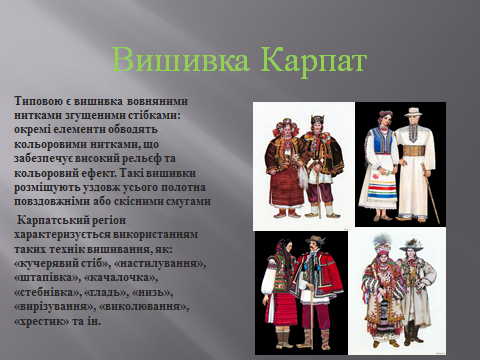 Вишивка Карпат
Типовою є вишивка вовняними
нитками згущеними стібками:
окремі елементи обводять
кольоровими нитками, що
забезпечує високий рельєф та
кольоровий ефект. Такі вишивки
розміщують уздовж усього полотна
повздовжніми або скісними смугами
Карпатський регіон
характеризується використанням
таких технік вишивання, як:
«кучерявий стіб», «настилування»,
«штапівка», «качалочка»,
«стебнівка», «гладь», «низь»,
«вирізування», «виколювання»,
«хрестик» та ін.